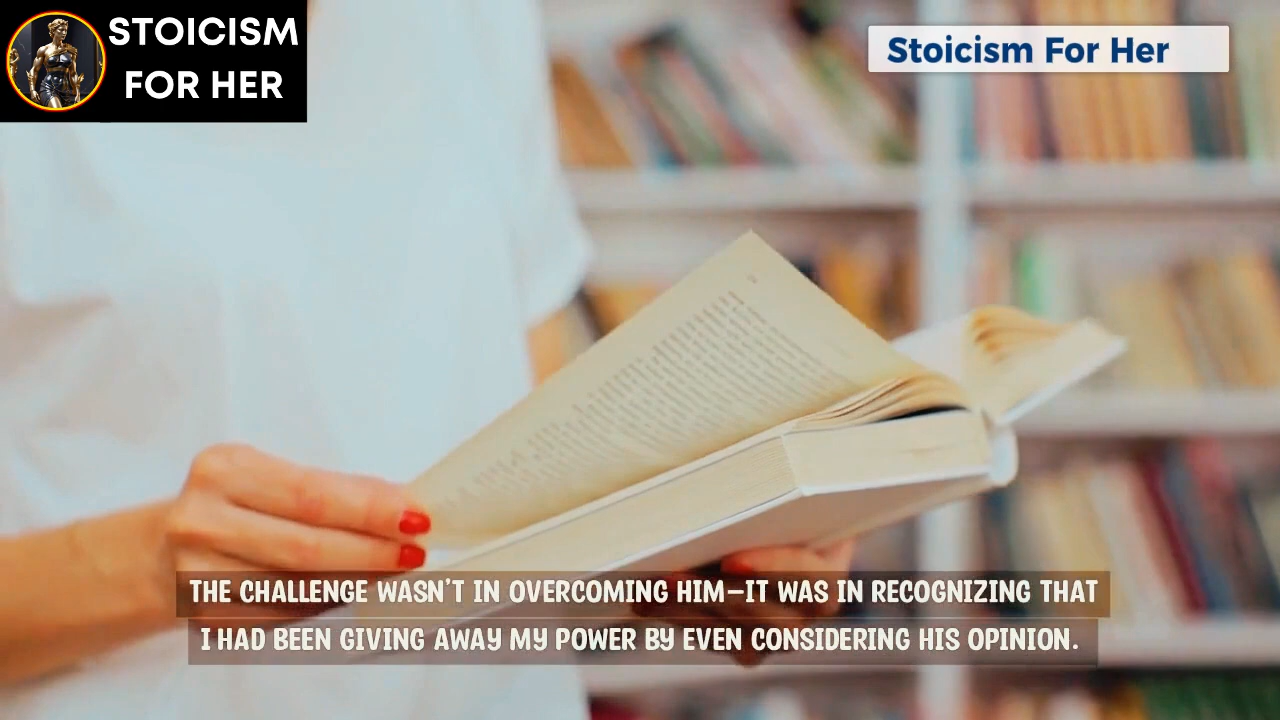 STOICISM
FOR HER
Stoicism For Her
THE CHALLENGE WASN'T IN OVERCOMING HIM—IT WAS IN RECOGNIZING THAT
I HAD BEEN GIVING AWAY MY POWER BY EVEN CONSIDERING HIS OPINION.